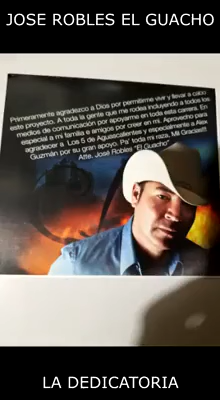 JOSE ROBLES EL GUACHO
Primeramente agradezco a Dios por permitirme vivir y llevar a cabo
este proyecto. A toda la gente que me rodea incluyendo a todos los
medios de comunicación por apoyarme en toda esta carrera. En
especial a mi familia e amigos por creer en mi. Aprovecho para
agradecer a "Los 6 de Aguascalientes y especialmente a Alex
Guzmán por su gran apoyo. Pa' toda mi raza, Mil Gracias!!!
Atte. José Robles "El Guacho"
LA DEDICATORIA